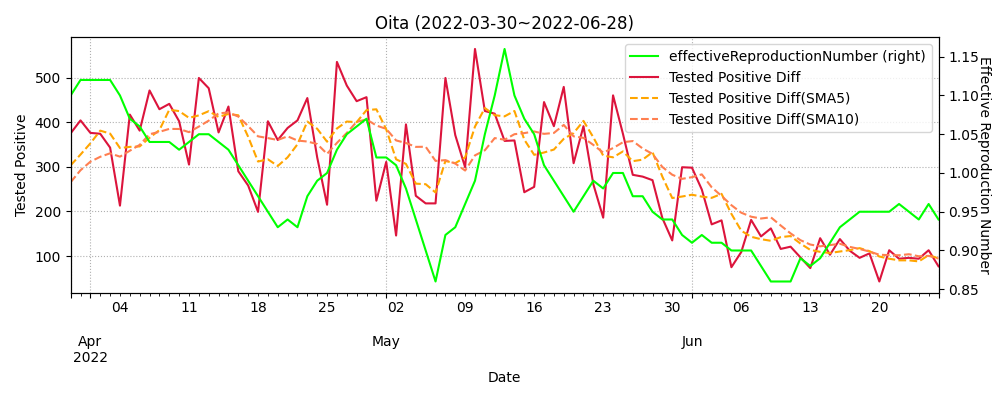 Oita (2022-03-30~2022-06-28)
effectiveReproductionNumber (right)
Tested Positive Diff
Tested Positive Diff(SMA5)
Tested Positive Diff(SMA10)
Tested Positive
500
400
300
200
100
1.15
1.10
1.05
1.00
0.95
0.90
0.85
Effective Reproduction Number
04 11 18 25 02 09 16 23 30 06 13 20
Apr May Jun
2022
Date